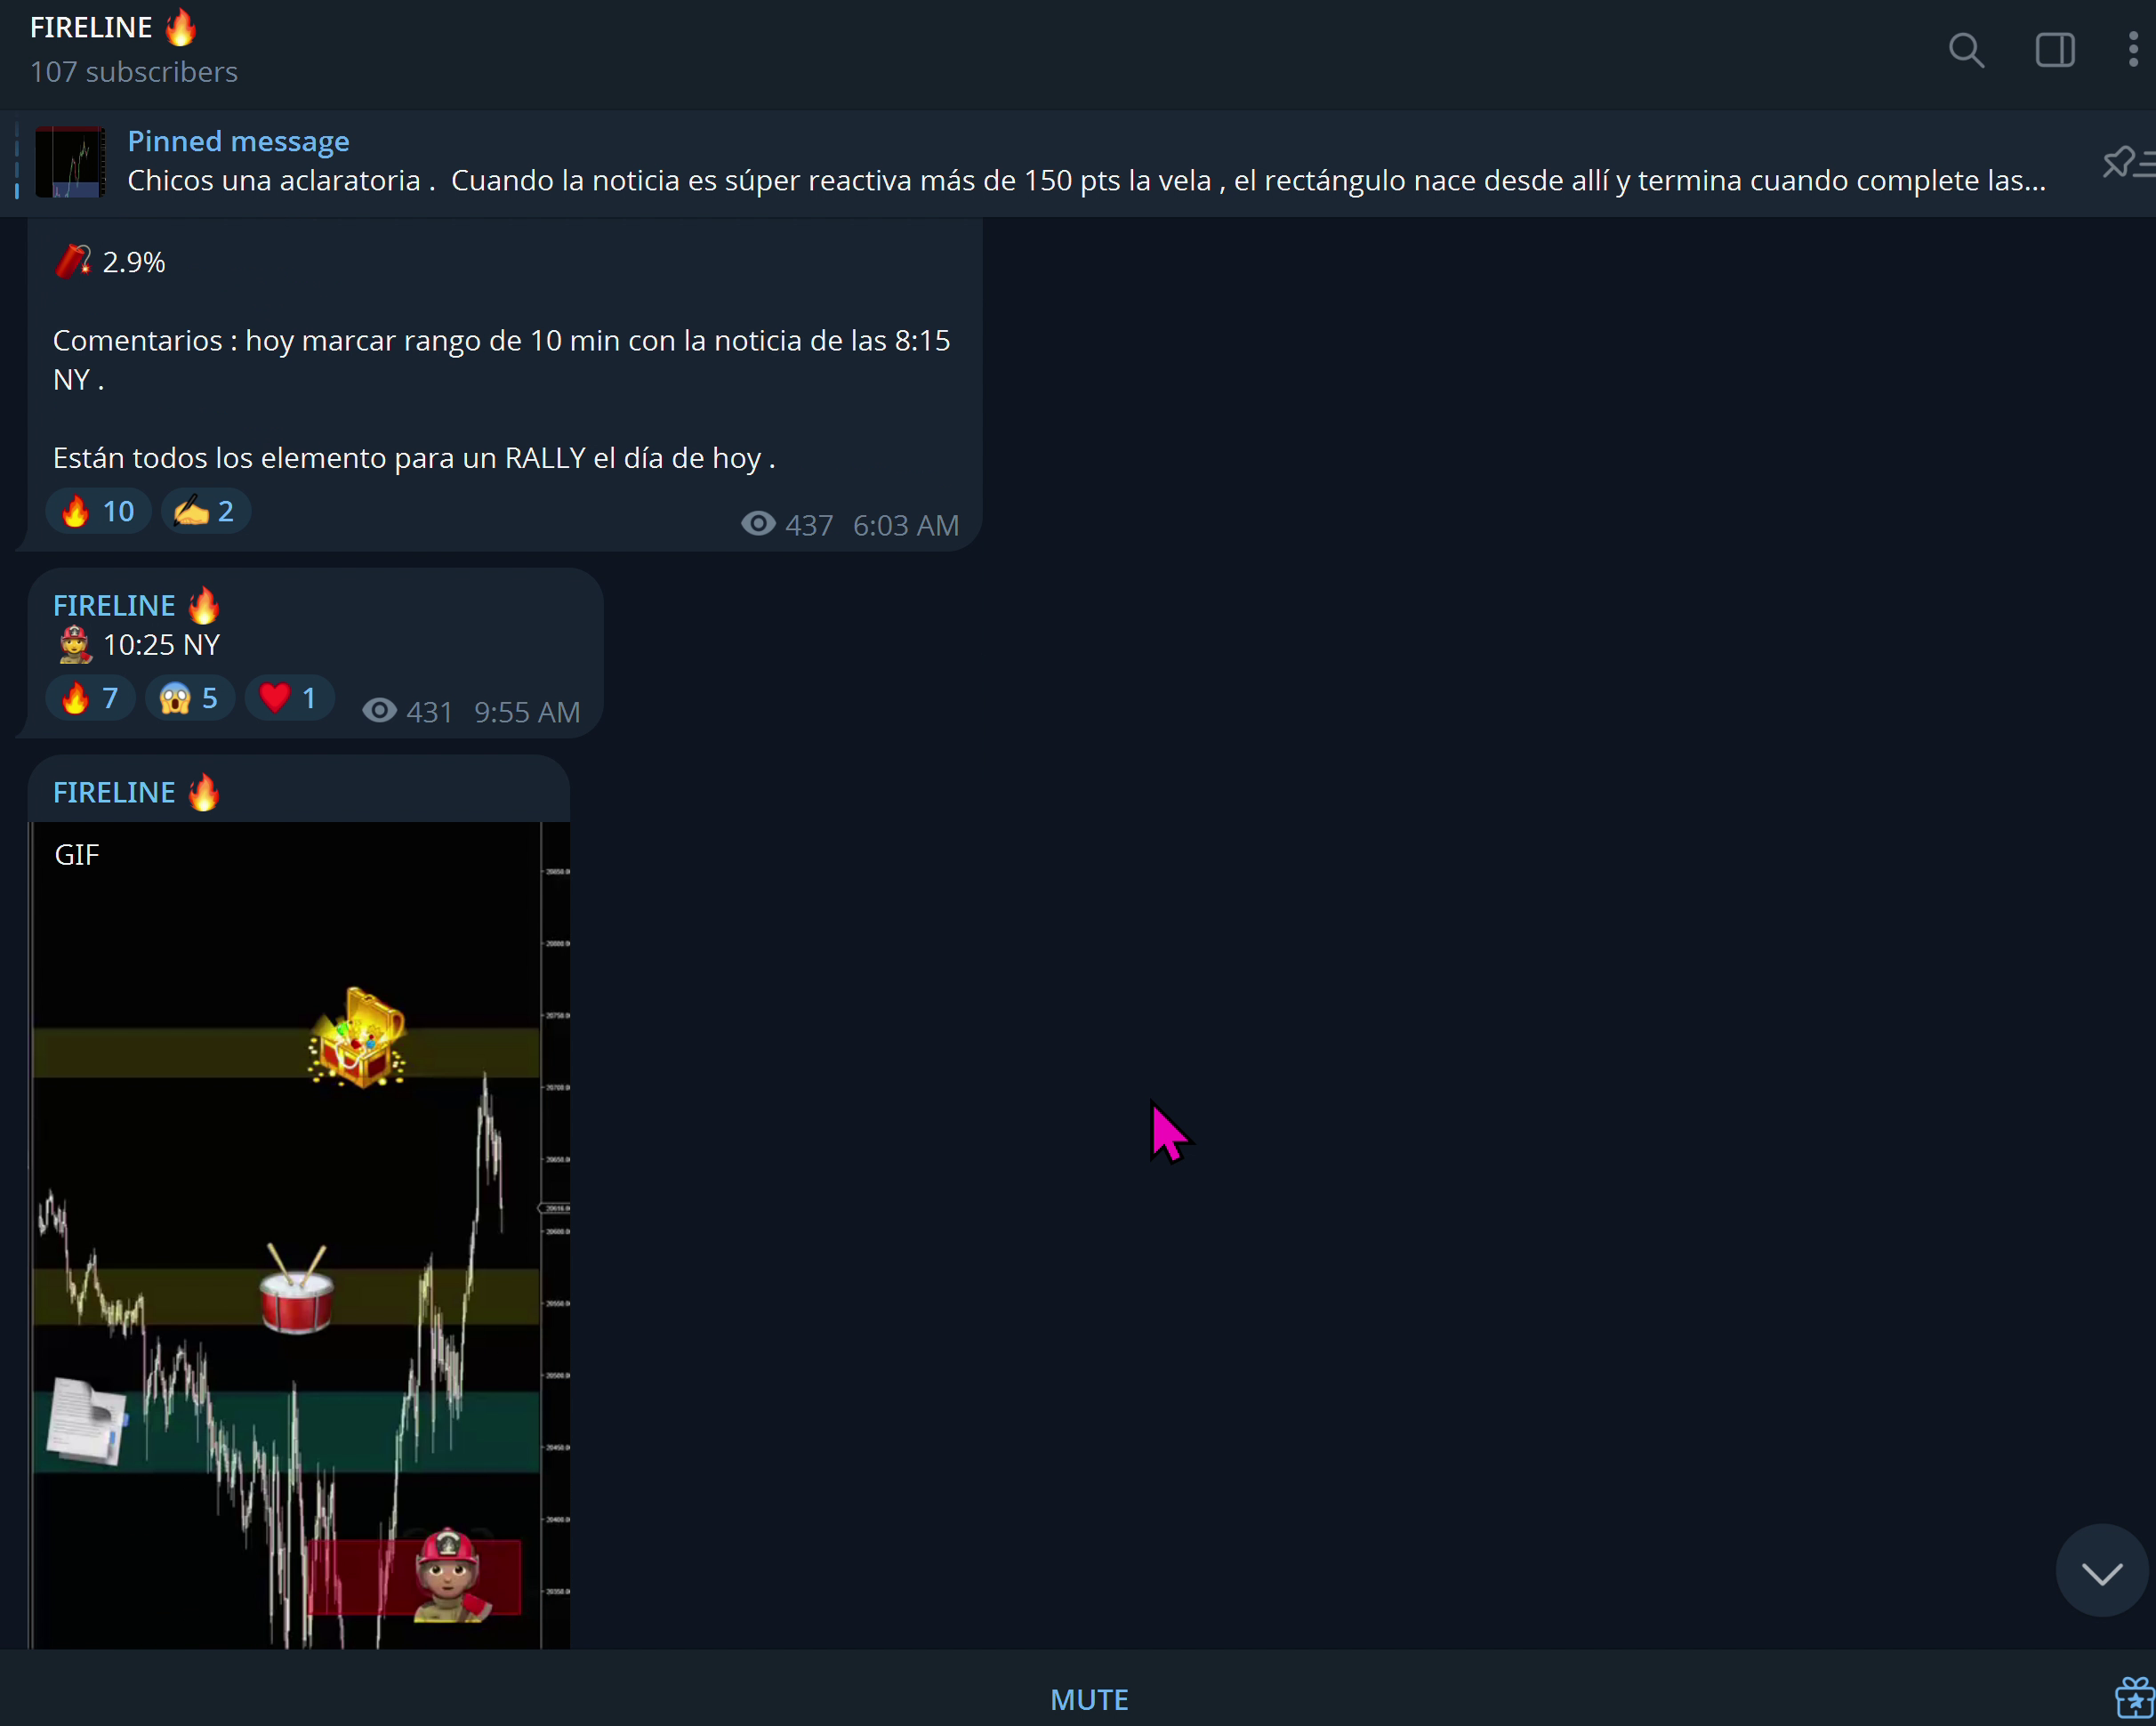 FIRELINE 🔥
107 subscribers
Pinned message
Chicos una aclaratoria .  Cuando la noticia es súper reactiva más de 150 pts la vela , el rectángulo nace desde allí y termina cuando complete las...
🧨 2.9%
Comentarios : hoy marcar rango de 10 min con la noticia de las 8:15
NY .
Están todos los elemento para un RALLY el día de hoy .
🔥 10 ✍️ 2
437 6:03 AM
FIRELINE 🔥
🧑‍🚒 10:25 NY
🔥 7 😱 5 ❤️ 1 431 9:55 AM
FIRELINE 🔥
GIF
MUTE